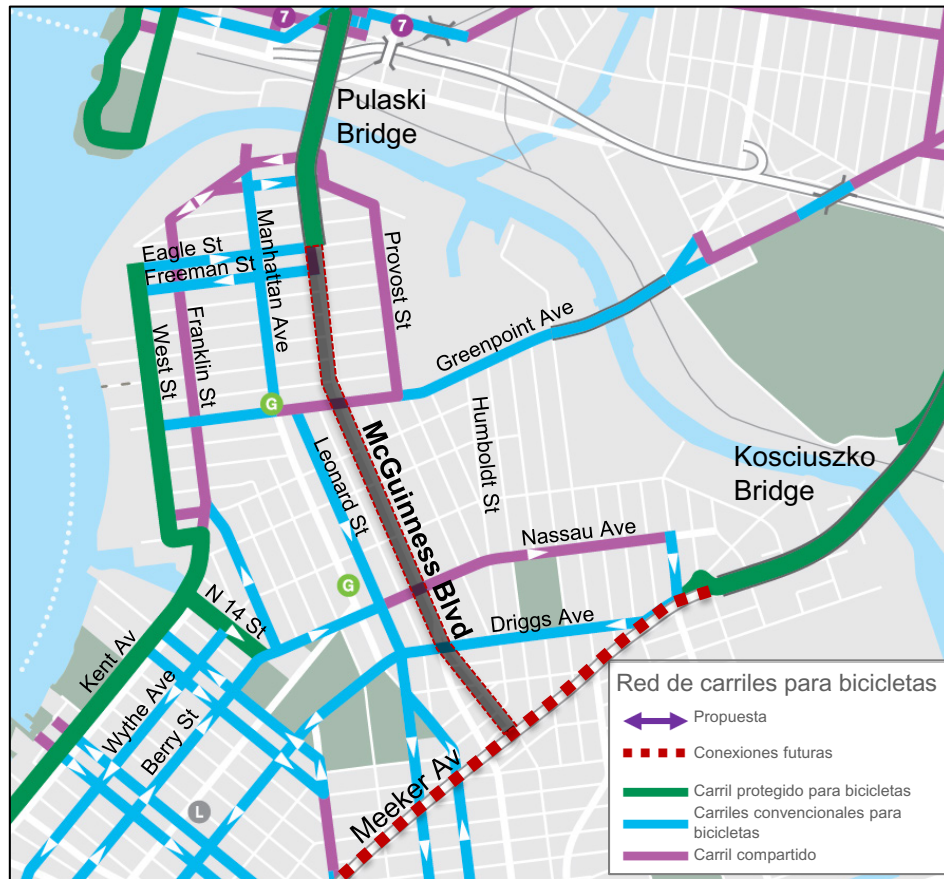 7
7
Pulaski
Bridge
Eagle St
Freeman St
Manhattan Ave
Provost St
West St
Franklin St
Greenpoint Ave
G
Humboldt St
McGuinness Blvd
Leonard St
Kosciuszko
Bridge
Nassau Ave
G
N 14 St
Driggs Ave
Kent Av
Wythe Ave
Berry St
L
Meeker Av
Red de carriles para bicicletas
Propuesta
Conexiones futuras
Carril protegido para bicicletas
Carriles convencionales para
bicicletas
Carril compartido